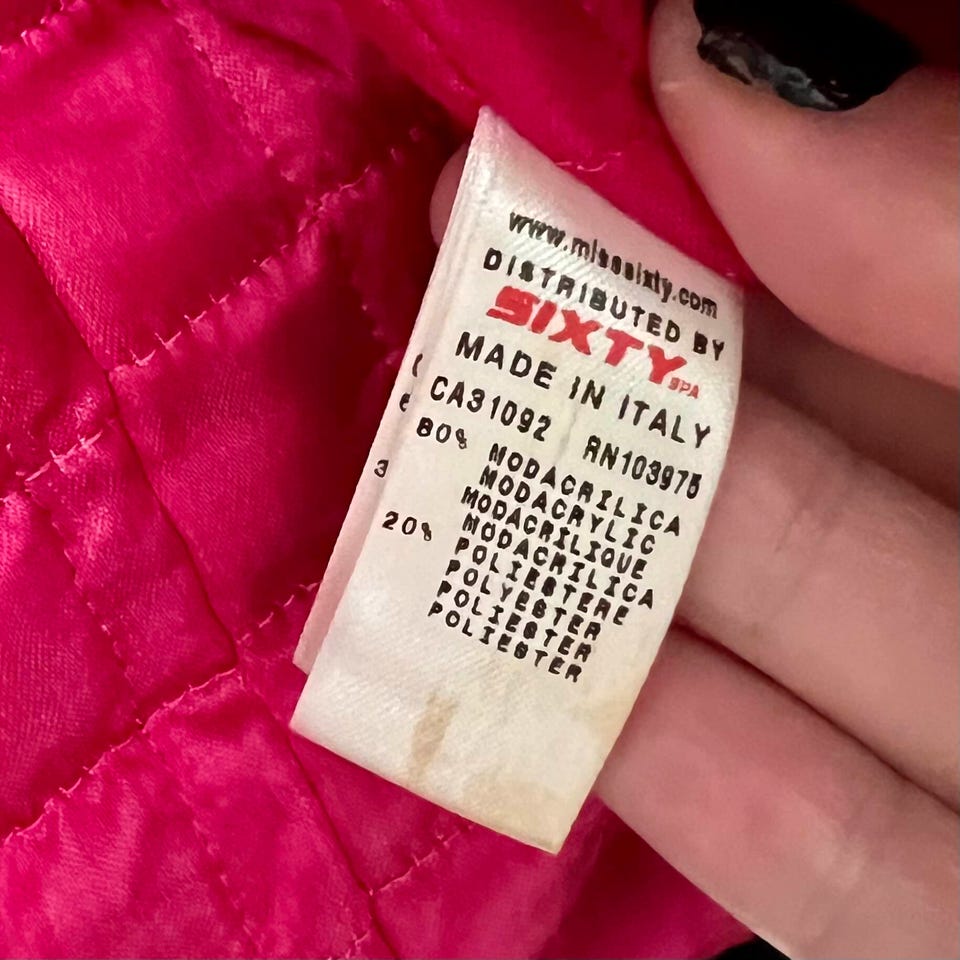 www.misssixty.com
DISTRIBUTED BY
SIXTY SPA
MADE IN ITALY
CA31092 RN103975
80% MODACRILICA
MODACRYLIC
MODACRILIQUE
MODACRILICA
20% POLIESTERE
POLYESTER
POLIESTER
POLIESTER